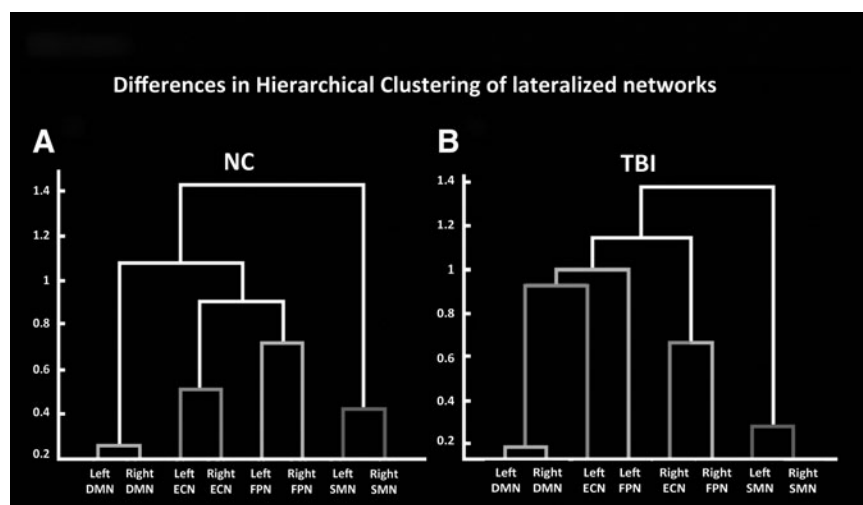 Differences in Hierarchical Clustering of lateralized networks
A
NC
1.4
1.2
1
0.8
0.6
0.4
0.2
Left Right Left Right Left Right Left Right
DMN DMN ECN ECN FPN FPN SMN SMN
B
TBI
1.4
1.2
1
0.8
0.6
0.4
0.2
Left Right Left Left Right Right Left Right
DMN DMN ECN FPN ECN FPN SMN SMN